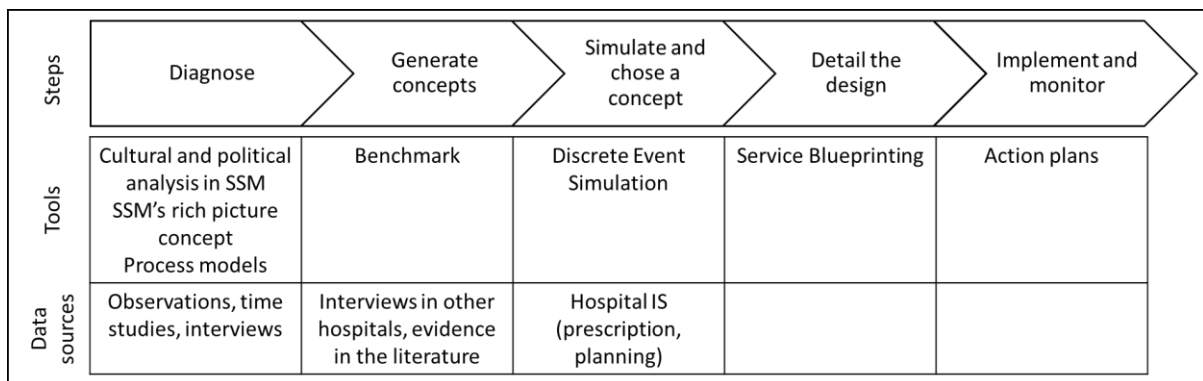 Steps
Diagnose
Generate
concepts
Simulate and
chose a
concept
Detail the
design
Implement and
monitor
Tools
Cultural and political
analysis in SSM
SSM’s rich picture
concept
Process models
Benchmark
Discrete Event
Simulation
Service Blueprinting
Action plans
Data
sources
Observations, time
studies, interviews
Interviews in other
hospitals, evidence
in the literature
Hospital IS
(prescription,
planning)